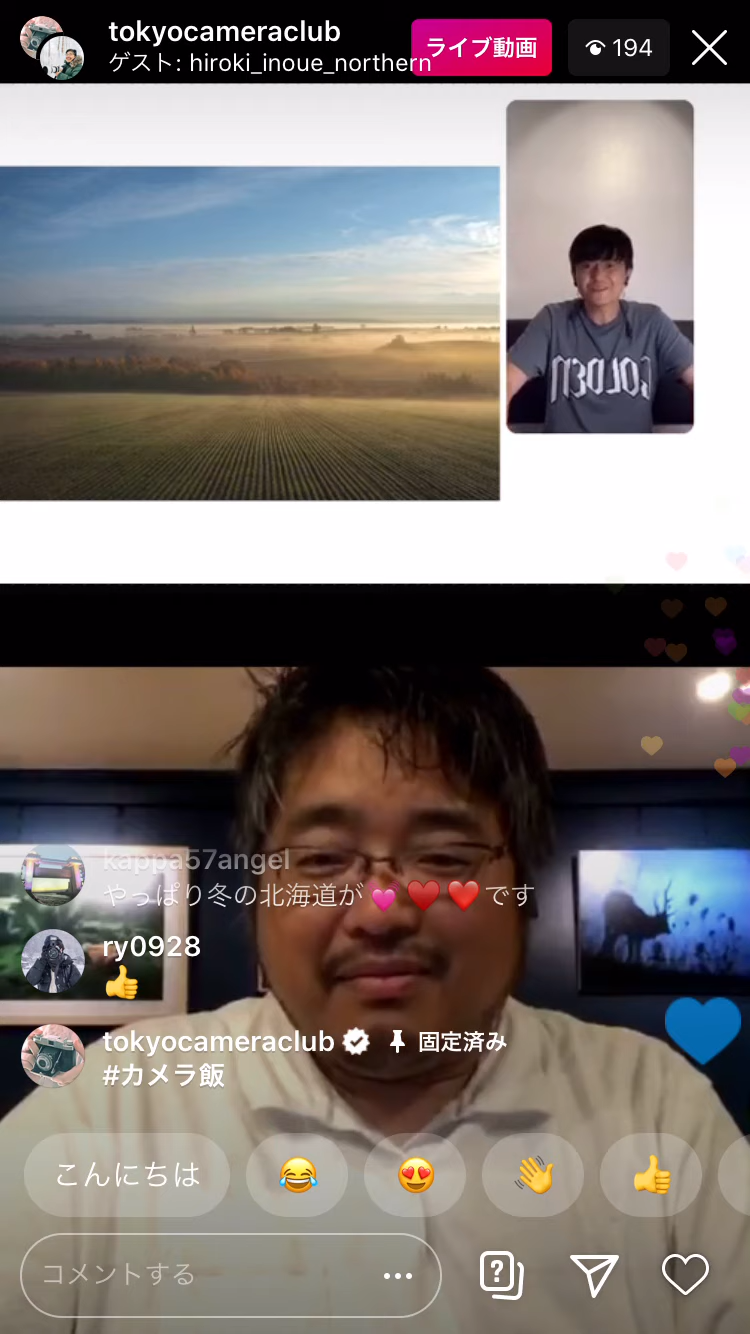 tokyocameraclub
ゲスト: hiroki_inoue_northern
ライブ動画
194
GOLDEN
kappa57angel
やっぱり冬の北海道が💓❤️❤️です
ry0928
👍
tokyocameraclub 固定済み
#カメラ飯
こんにちは 😂 😍 👋 👍
コメントする